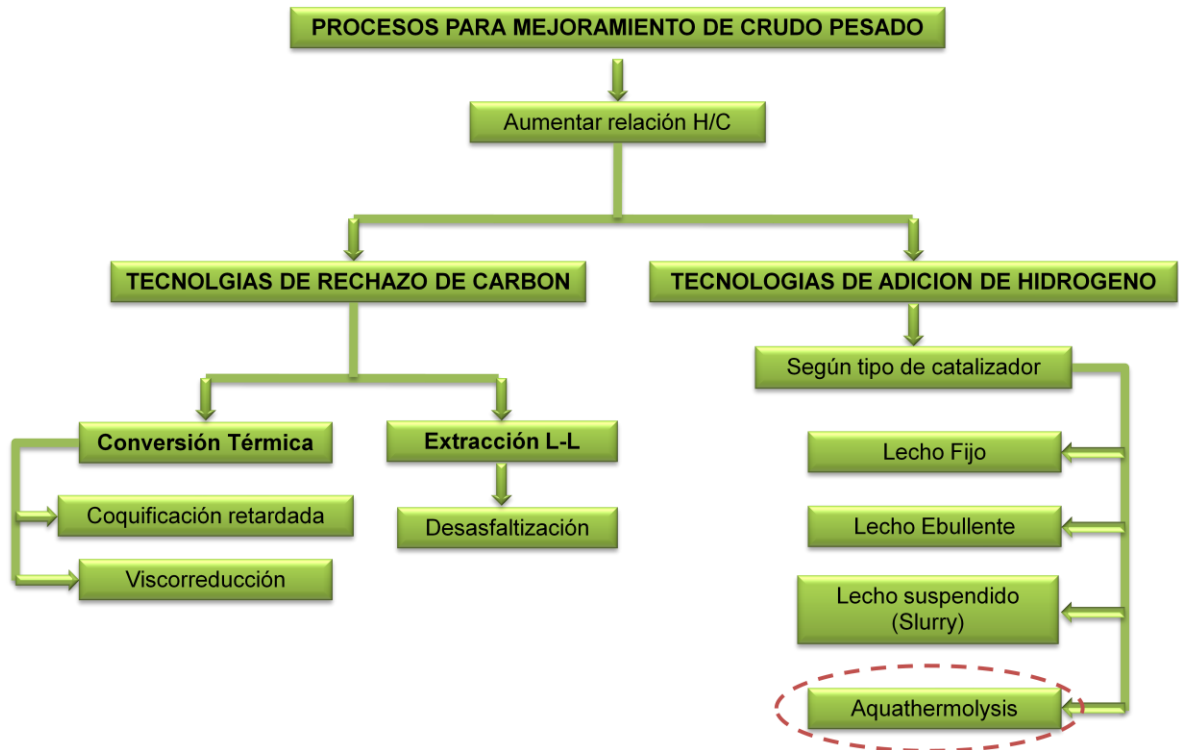 PROCESOS PARA MEJORAMIENTO DE CRUDO PESADO
Aumentar relación H/C
TECNOLGIAS DE RECHAZO DE CARBON
TECNOLOGIAS DE ADICION DE HIDROGENO
Según tipo de catalizador
Conversión Térmica
Extracción L-L
Lecho Fijo
Coquificación retardada
Desasfaltización
Lecho Ebullente
Viscorreducción
Lecho suspendido
(Slurry)
Aquathermolysis